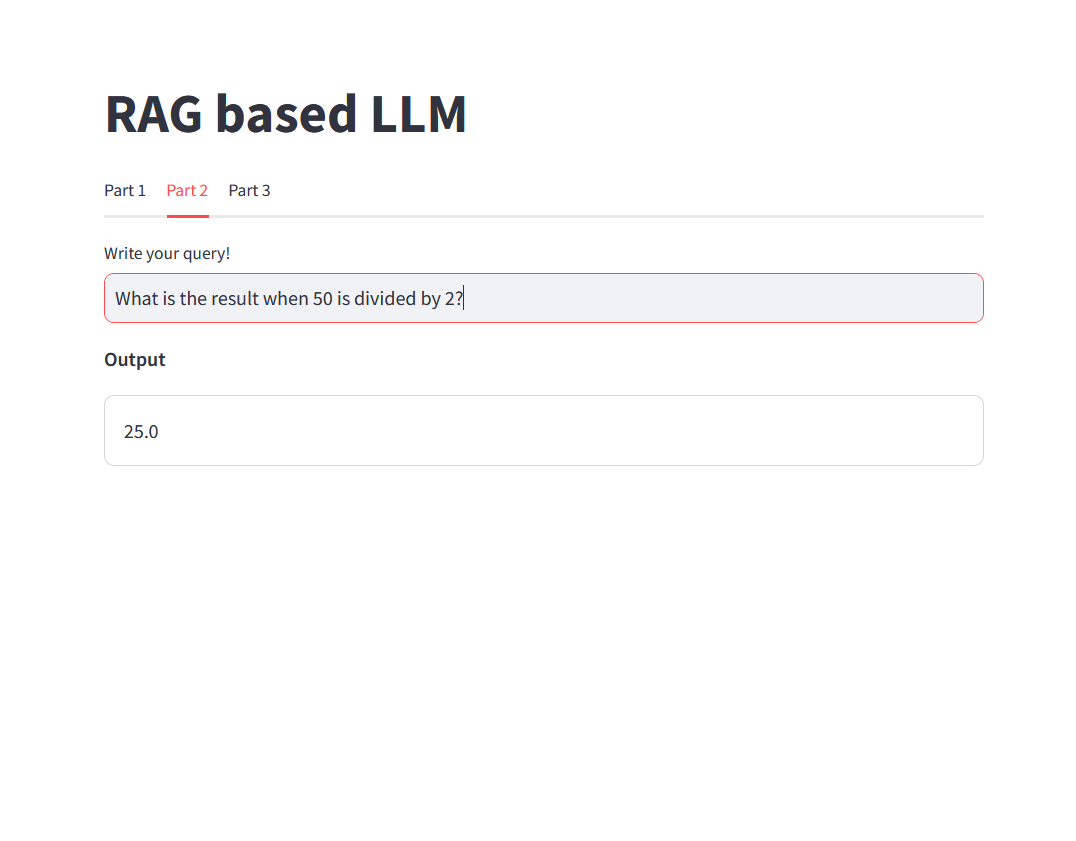 RAG based LLM
Part 1 Part 2 Part 3
Write your query!
What is the result when 50 is divided by 2?
Output
25.0